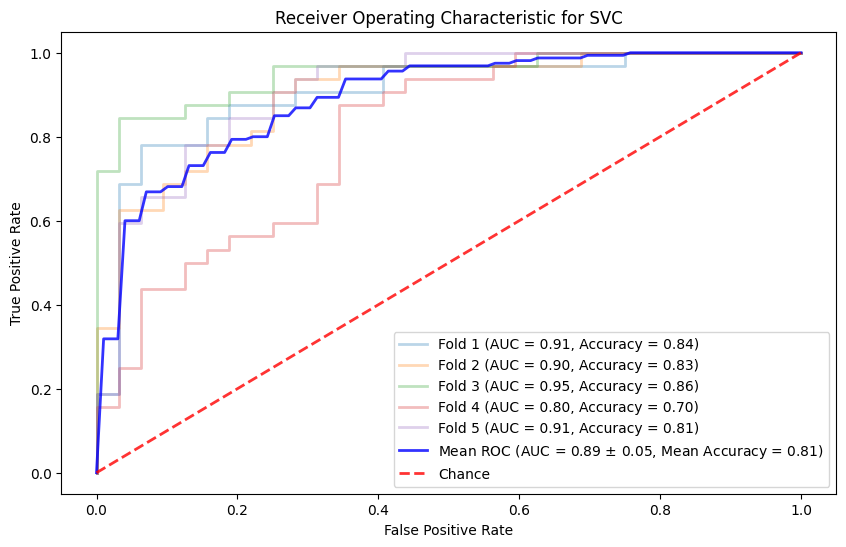 Receiver Operating Characteristic for SVC
True Positive Rate
1.0
0.8
0.6
0.4
0.2
0.0
Fold 1 (AUC = 0.91, Accuracy = 0.84)
Fold 2 (AUC = 0.90, Accuracy = 0.83)
Fold 3 (AUC = 0.95, Accuracy = 0.86)
Fold 4 (AUC = 0.80, Accuracy = 0.70)
Fold 5 (AUC = 0.91, Accuracy = 0.81)
Mean ROC (AUC = 0.89 ± 0.05, Mean Accuracy = 0.81)
Chance
0.0 0.2 0.4 0.6 0.8 1.0
False Positive Rate